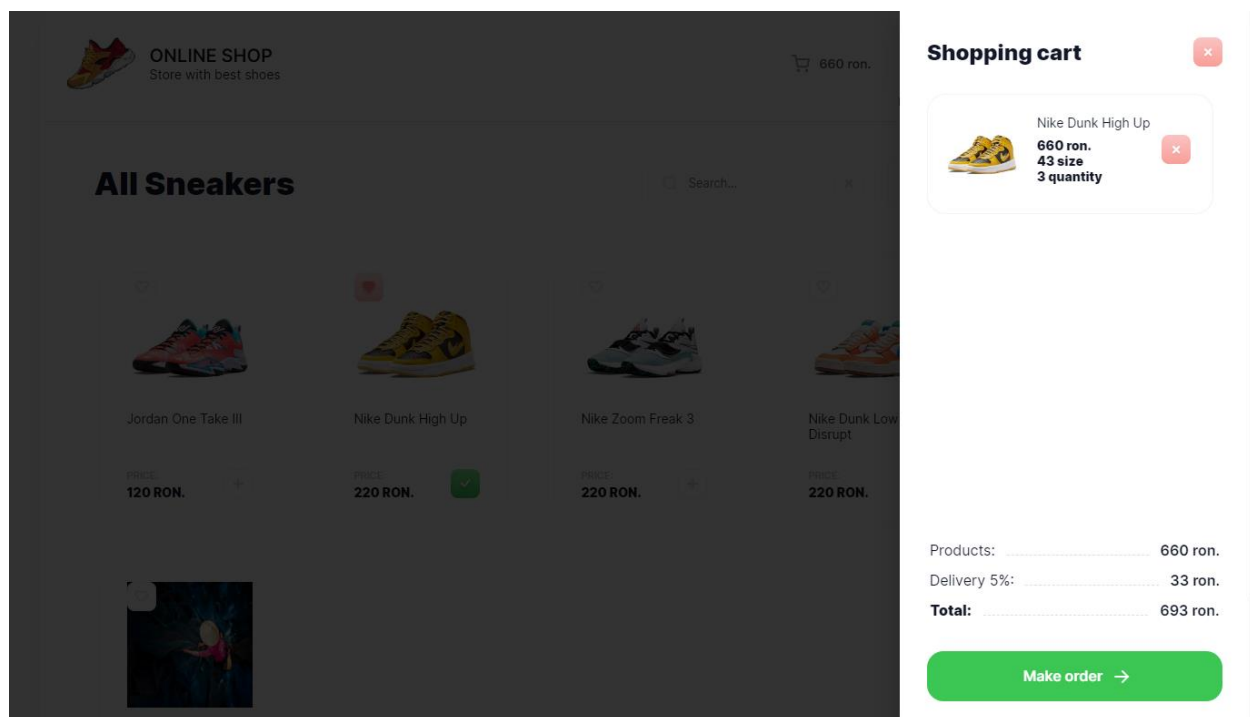 ONLINE SHOP
Store with best shoes
660 ron.
All Sneakers
Search...
Jordan One Take III
PRICE:
120 RON.
Nike Dunk High Up
PRICE:
220 RON.
Nike Zoom Freak 3
PRICE:
220 RON.
Nike Dunk Low
Disrupt
PRICE:
220 RON.
Shopping cart
Nike Dunk High Up
660 ron.
43 size
3 quantity
Products: 660 ron.
Delivery 5%: 33 ron.
Total: 693 ron.
Make order →